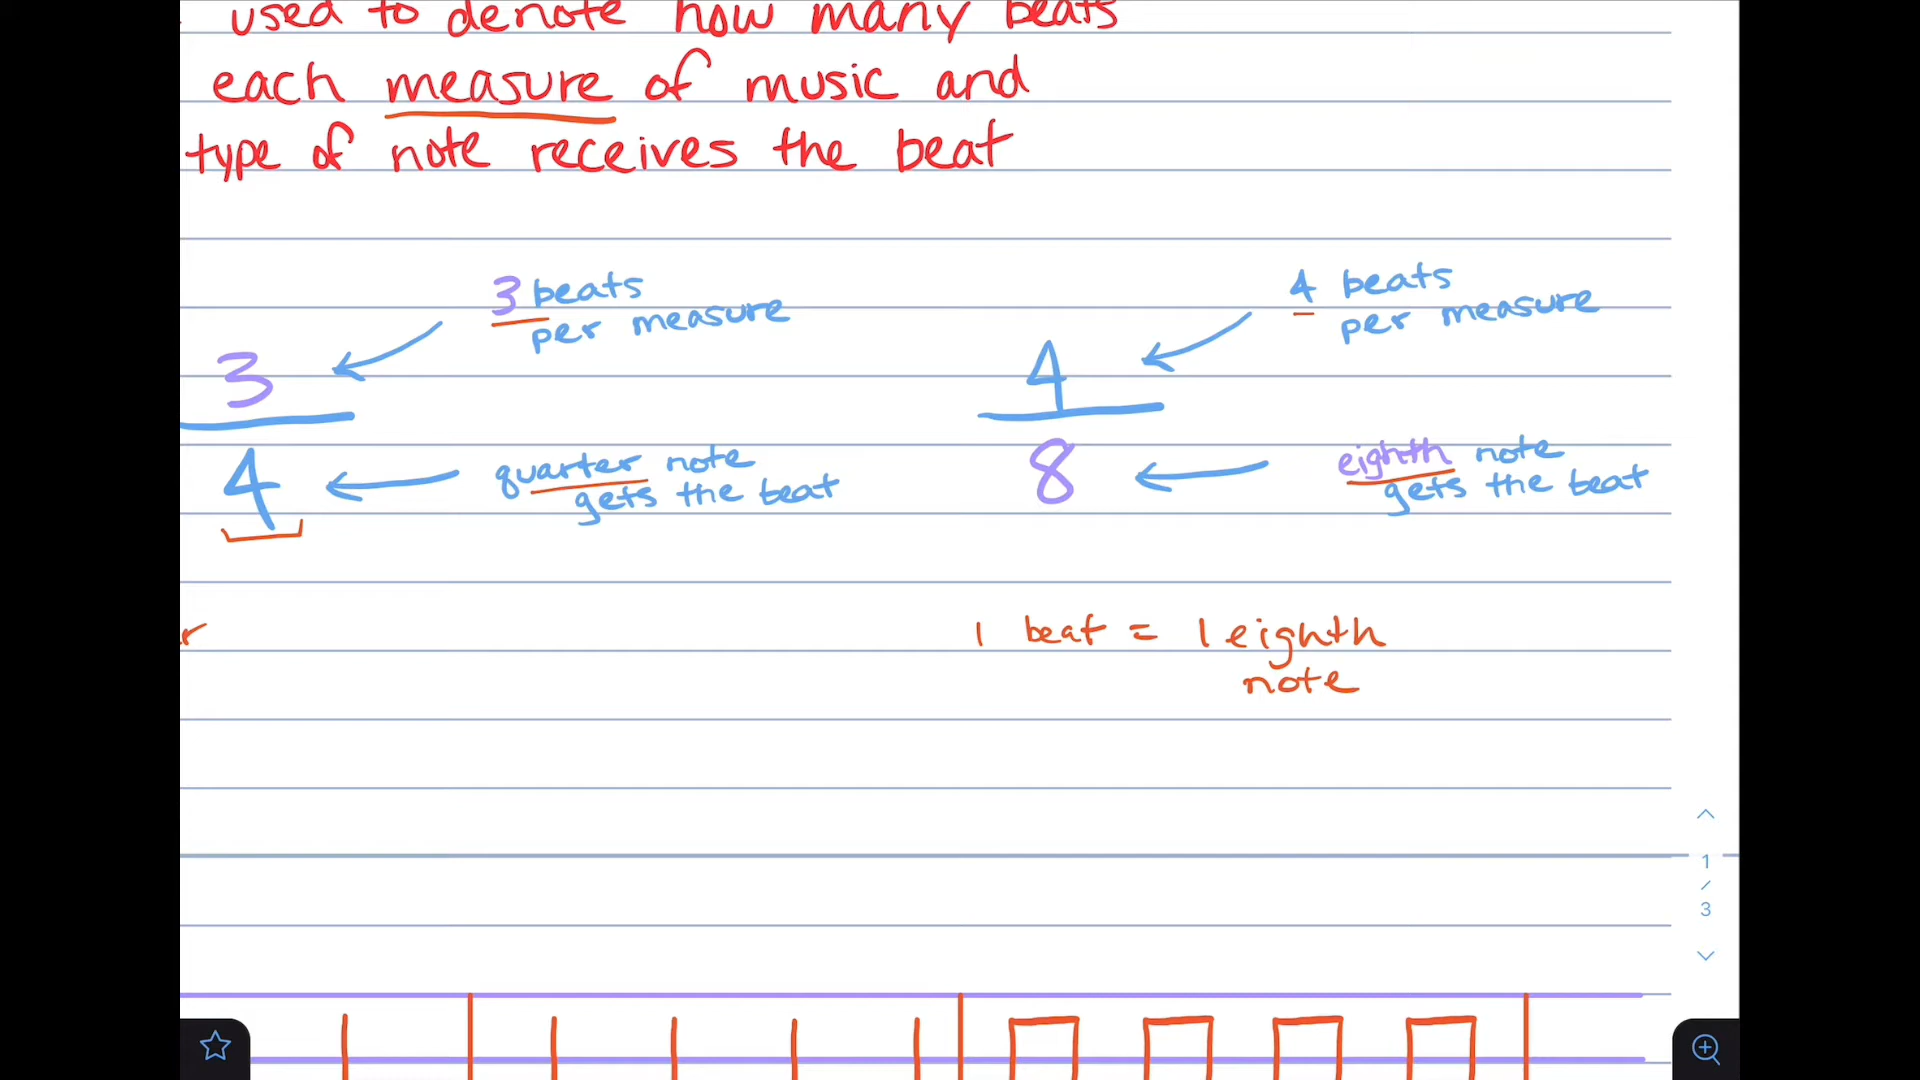 used to denote how many beats
each measure of music and
type of note receives the beat
3 beats
per measure
3
4
quarter note
gets the beat
4 beats
per measure
4
8
eighth note
gets the beat
r
1 beat = 1 eighth
note
1
/
3